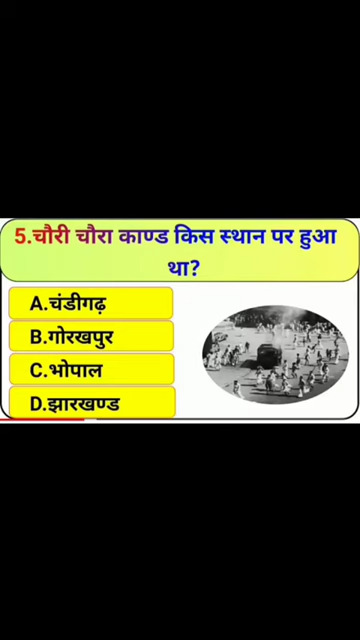 5.चौरी चौरा काण्ड किस स्थान पर हुआ
था?
A.चंडीगढ़
B.गोरखपुर
C.भोपाल
D.झारखण्ड